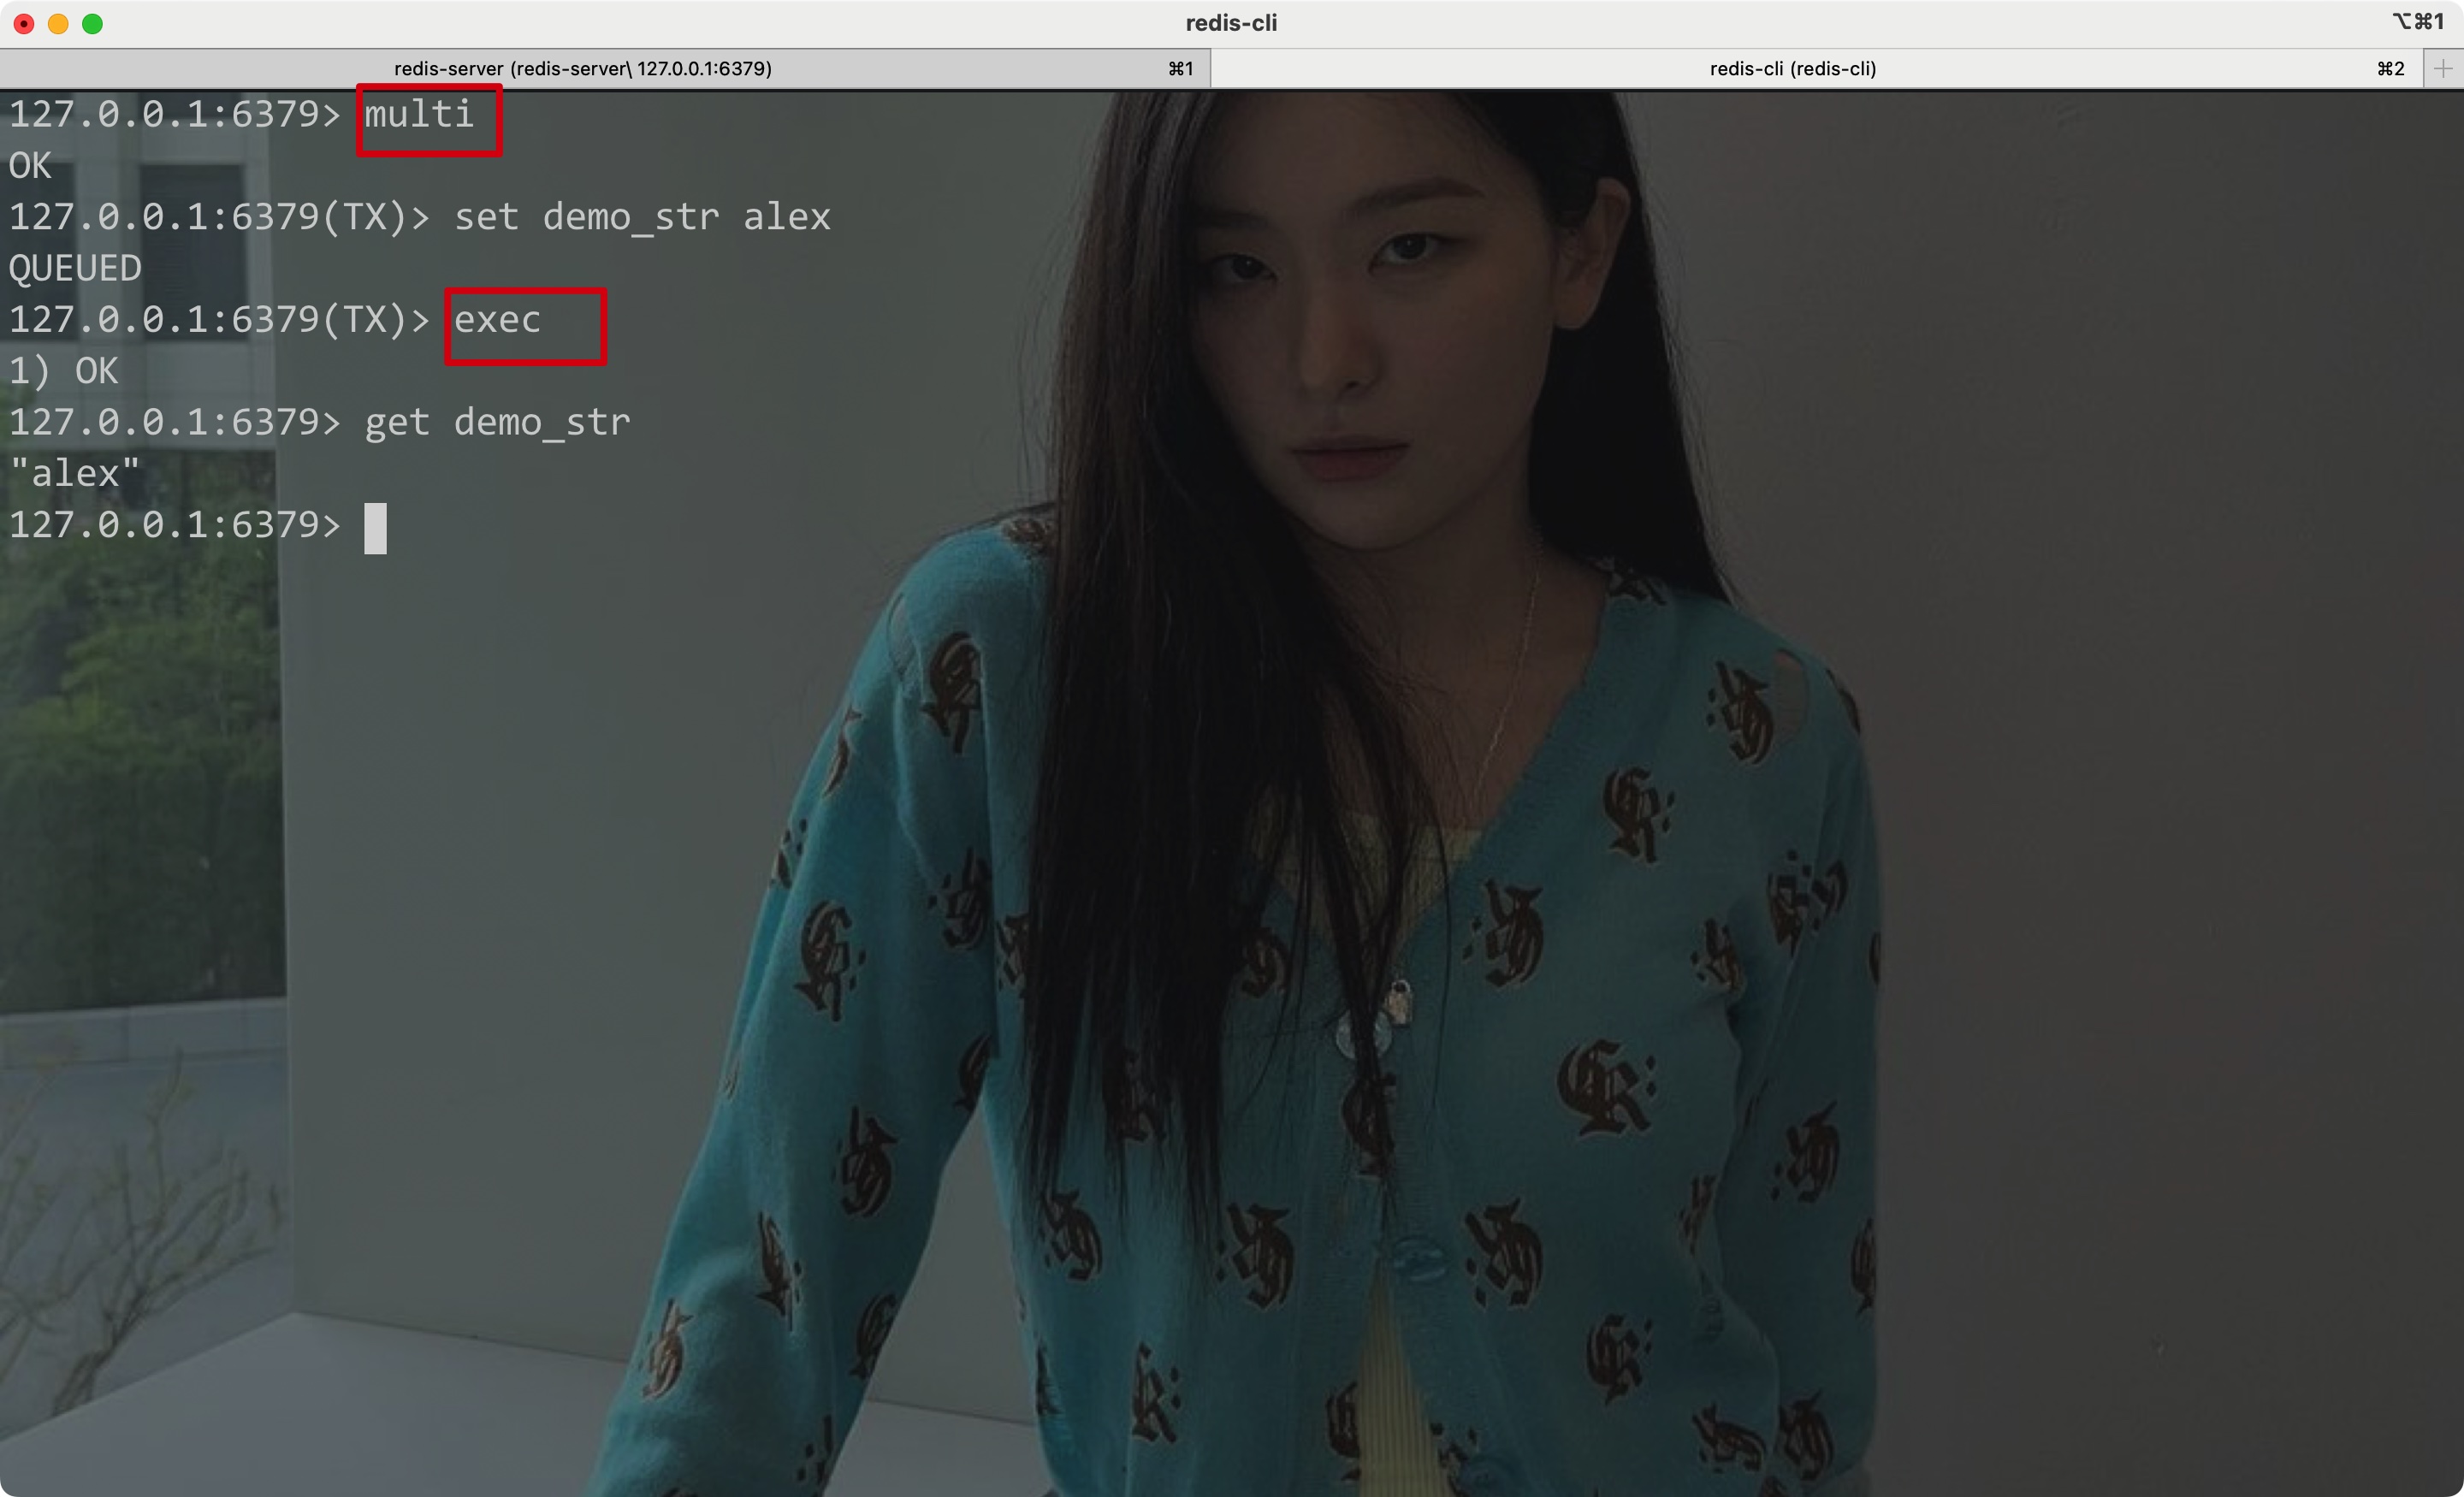 redis-cli
⌥⌘1
redis-server (redis-server\ 127.0.0.1:6379) ⌘1
redis-cli (redis-cli) ⌘2
127.0.0.1:6379> multi
OK
127.0.0.1:6379(TX)> set demo_str alex
QUEUED
127.0.0.1:6379(TX)> exec
1) OK
127.0.0.1:6379> get demo_str
"alex"
127.0.0.1:6379>